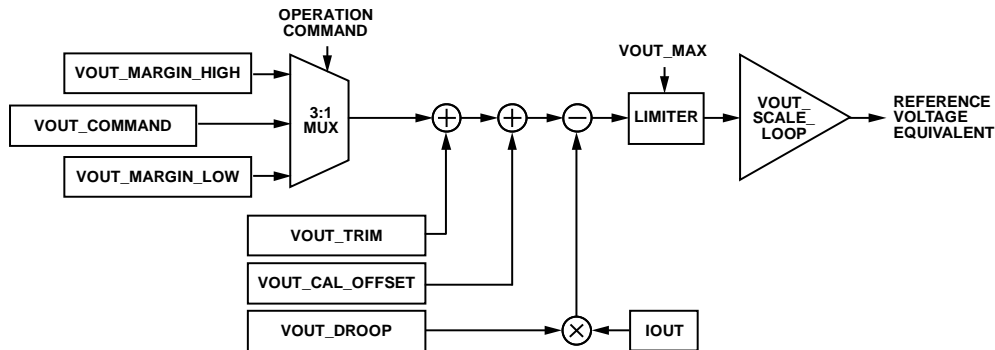 OPERATION
COMMAND
VOUT_MARGIN_HIGH
VOUT_COMMAND
VOUT_MARGIN_LOW
3:1
MUX
VOUT_MAX
LIMITER
VOUT_
SCALE_
LOOP
REFERENCE
VOLTAGE
EQUIVALENT
VOUT_TRIM
VOUT_CAL_OFFSET
VOUT_DROOP
IOUT